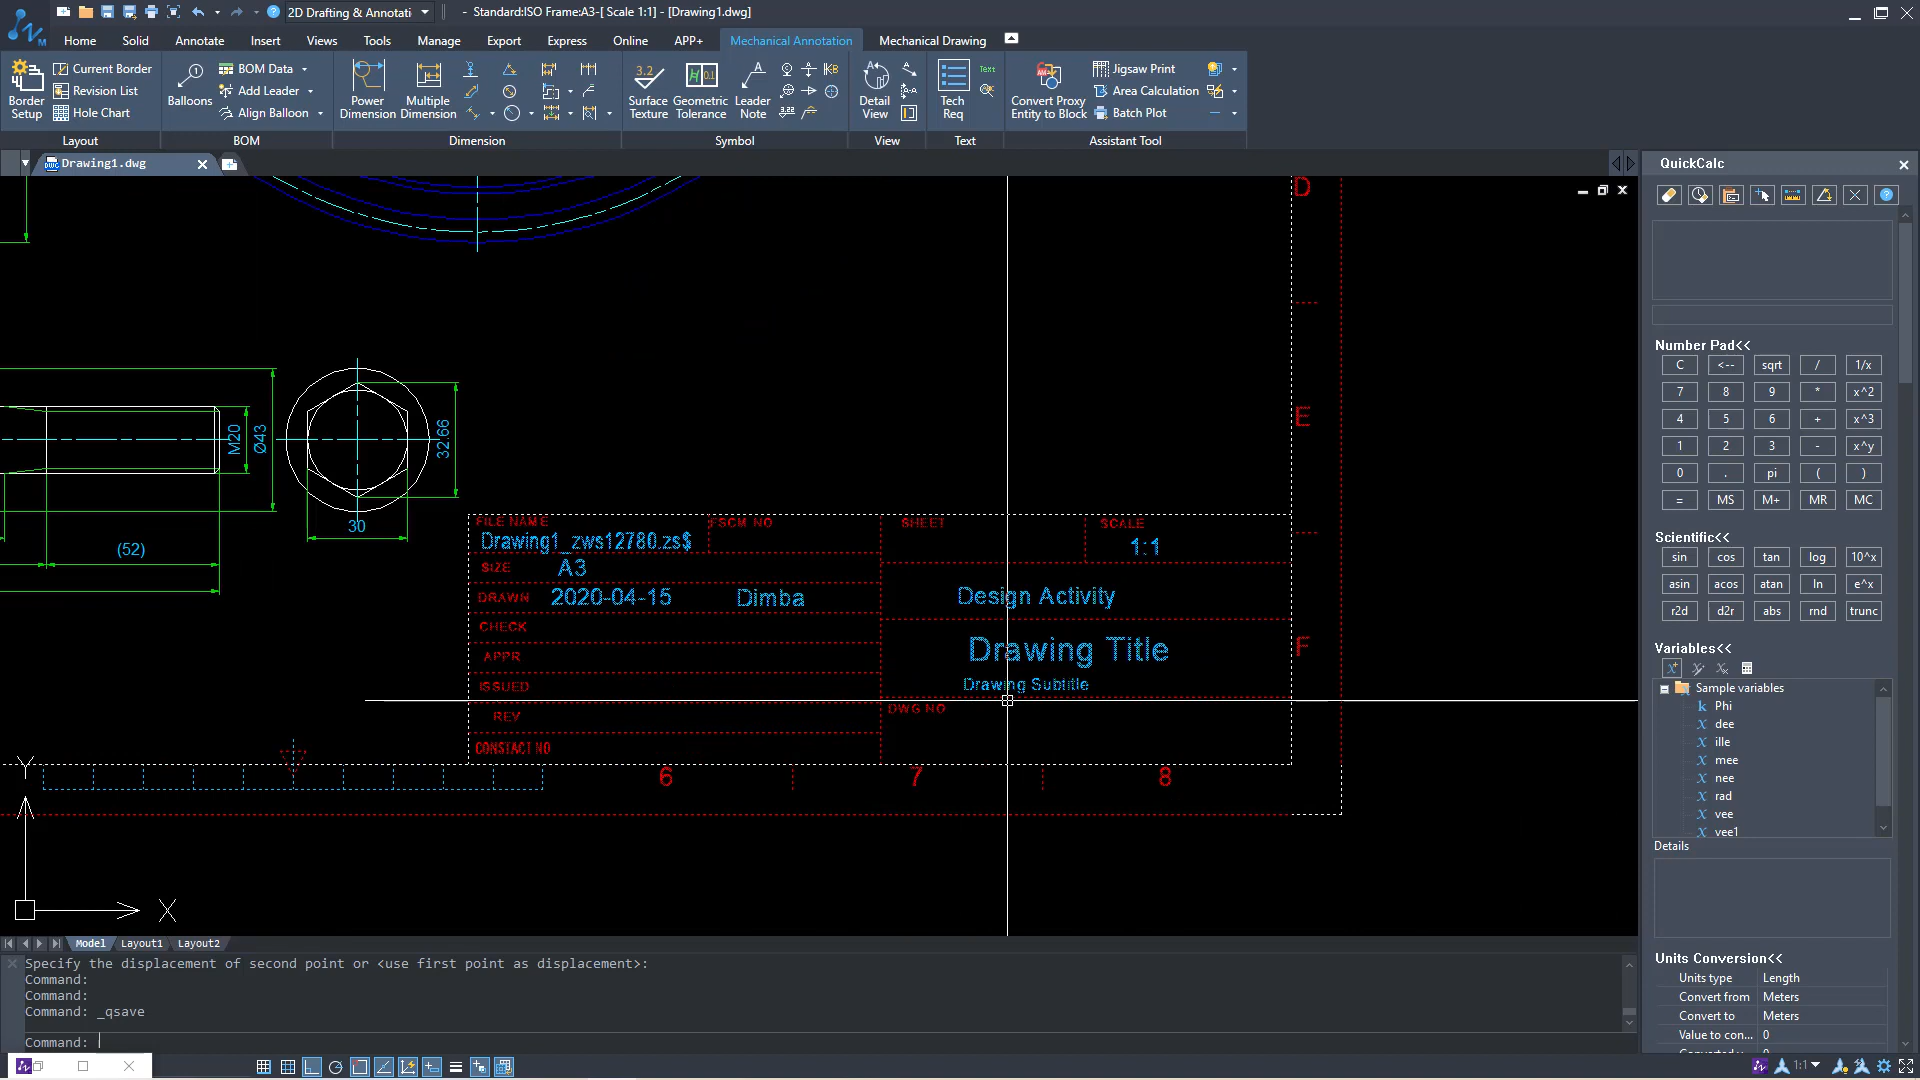 2D Drafting & Annotati
- Standard:ISO Frame:A3-[ Scale 1:1] - [Drawing1.dwg]
Home Solid Annotate Insert Views Tools Manage Export Express Online APP+ Mechanical Annotation Mechanical Drawing
Border Setup
Current Border
Revision List
Hole Chart
Layout
Balloons
BOM Data
Add Leader
Align Balloon
BOM
Power Dimension
Multiple Dimension
Dimension
3.2
Surface Texture
Geometric Tolerance
Leader Note
Symbol
Detail View
View
Tech Req
Text
Text
Convert Proxy Entity to Block
Jigsaw Print
Area Calculation
Batch Plot
Assistant Tool
Drawing1.dwg
D
E
F
M20
Ø43
32.66
30
(52)
FILE NAME
Drawing1_zws12780.zs$
FSCM NO
SHEET
SCALE
1:1
SIZE A3
DRAWN 2020-04-15 Dimba
Design Activity
CHECK
APPR
Drawing Title
ISSUED
Drawing Subtitle
REV
DWG NO
CONSTACT NO
6 7 8
Y
X
Model Layout1 Layout2
Specify the displacement of second point or <use first point as displacement>:
Command:
Command:
Command: _qsave
Command:
QuickCalc
Number Pad<<
C <-- sqrt / 1/x
7 8 9 * x^2
4 5 6 + x^3
1 2 3 - x^y
0 . pi ( )
= MS M+ MR MC
Scientific<<
sin cos tan log 10^x
asin acos atan ln e^x
r2d d2r abs rnd trunc
Variables<<
Sample variables
k Phi
x dee
x ille
x mee
x nee
x rad
x vee
x vee1
Details
Units Conversion<<
Units type Length
Convert from Meters
Convert to Meters
Value to con... 0
1:1